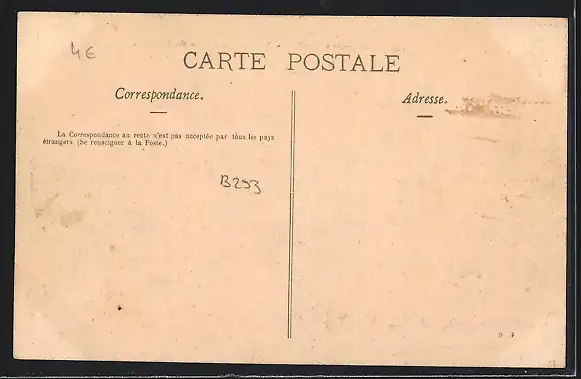 4€
CARTE POSTALE
Correspondance.
Adresse.
La Correspondance au recto n'est pas acceptée par tous les pays
étrangers (Se renseigner à la Poste.)
B293